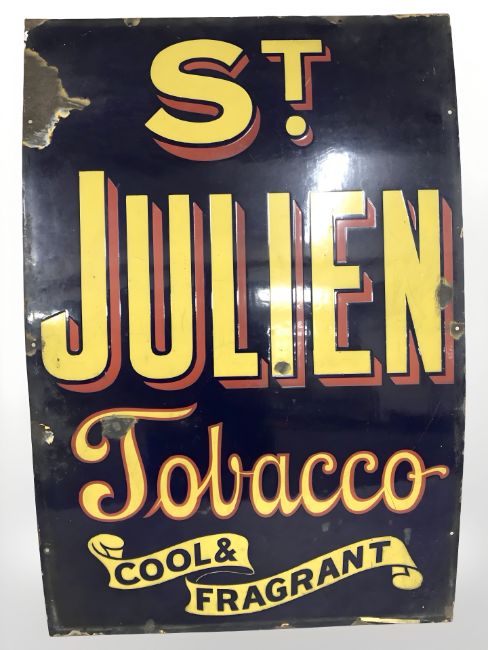 ST.
JULIEN
Tobacco
COOL &
FRAGRANT